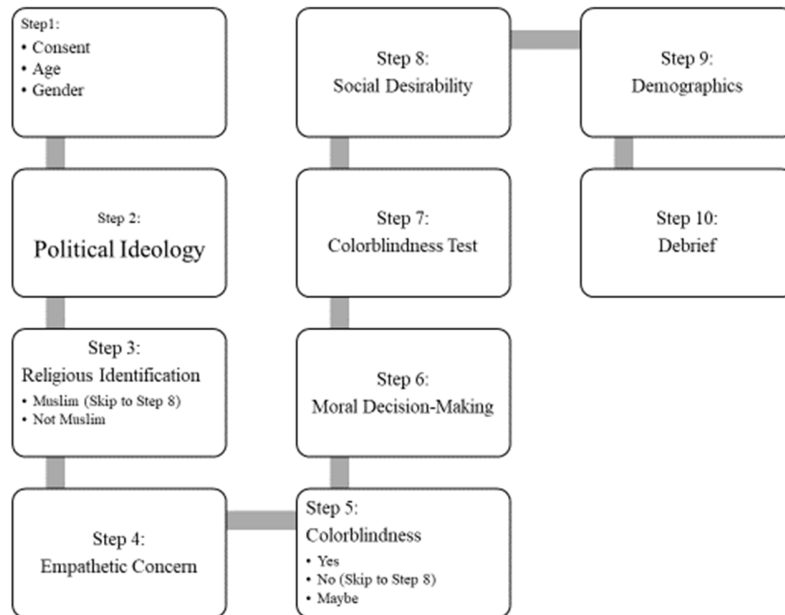 Step1:
• Consent
• Age
• Gender
Step 2:
Political Ideology
Step 3:
Religious Identification
• Muslim (Skip to Step 8)
• Not Muslim
Step 4:
Empathetic Concern
Step 5:
Colorblindness
• Yes
• No (Skip to Step 8)
• Maybe
Step 6:
Moral Decision-Making
Step 7:
Colorblindness Test
Step 8:
Social Desirability
Step 9:
Demographics
Step 10:
Debrief